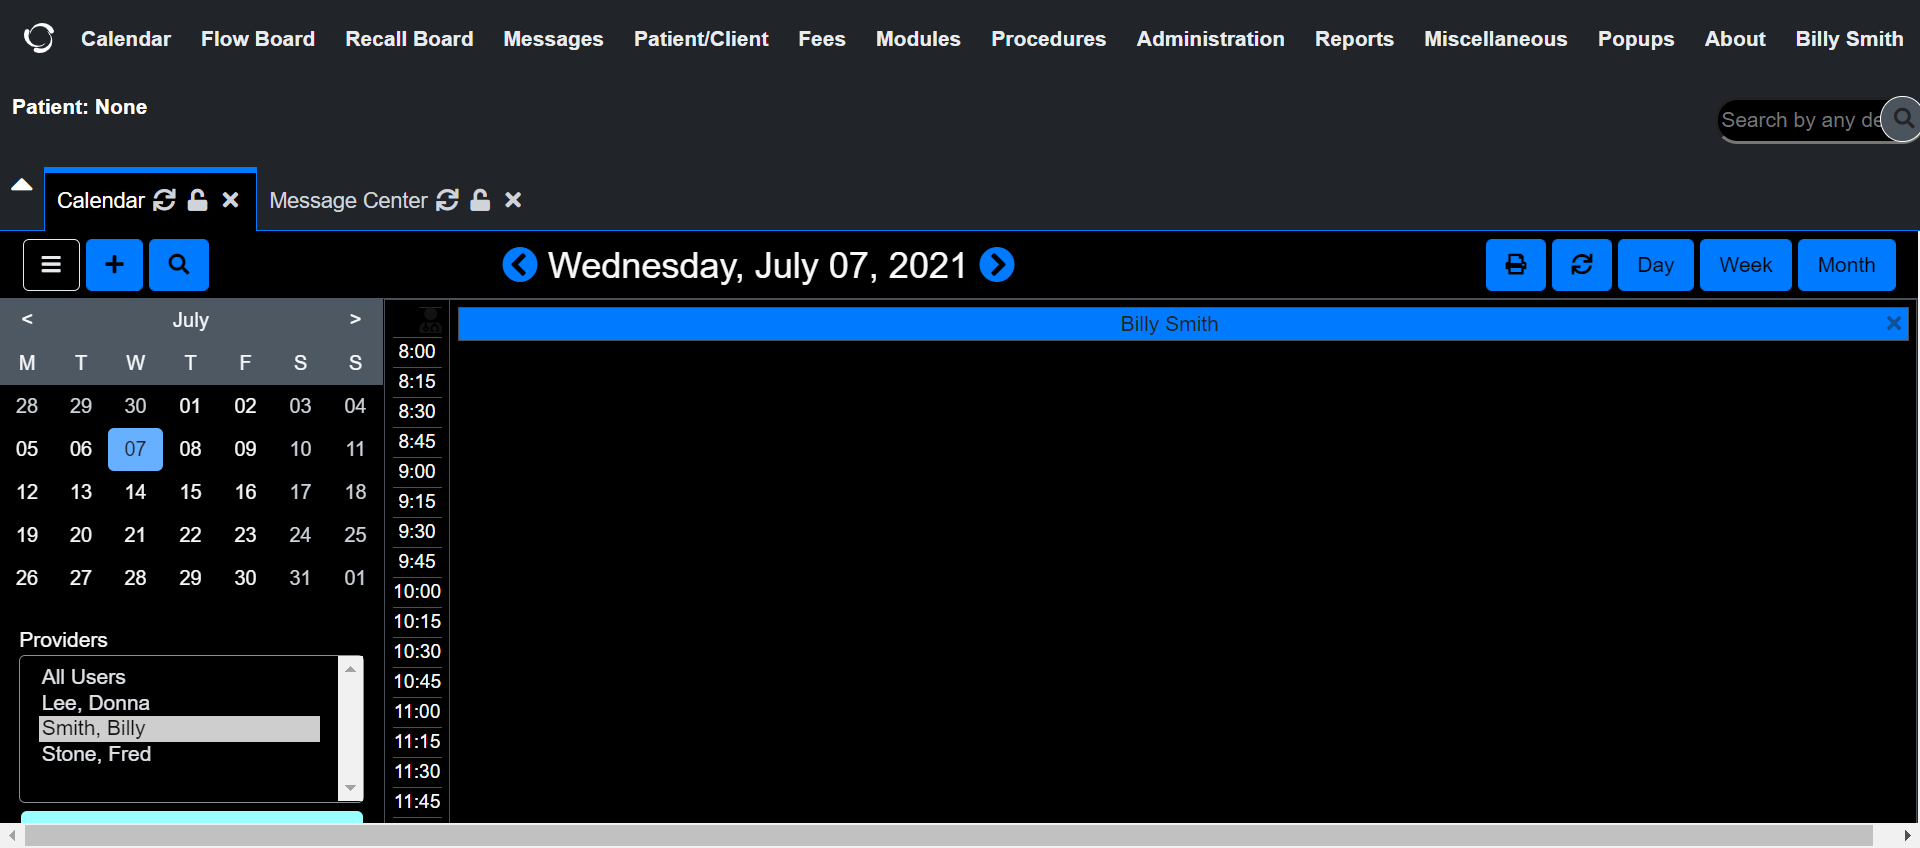 Calendar Flow Board Recall Board Messages Patient/Client Fees Modules Procedures Administration Reports Miscellaneous Popups About Billy Smith
Patient: None
Search by any de
Calendar Message Center
Wednesday, July 07, 2021
Day Week Month
< July >
M T W T F S S
28 29 30 01 02 03 04
05 06 07 08 09 10 11
12 13 14 15 16 17 18
19 20 21 22 23 24 25
26 27 28 29 30 31 01
Providers
All Users
Lee, Donna
Smith, Billy
Stone, Fred
Billy Smith
8:00
8:15
8:30
8:45
9:00
9:15
9:30
9:45
10:00
10:15
10:30
10:45
11:00
11:15
11:30
11:45